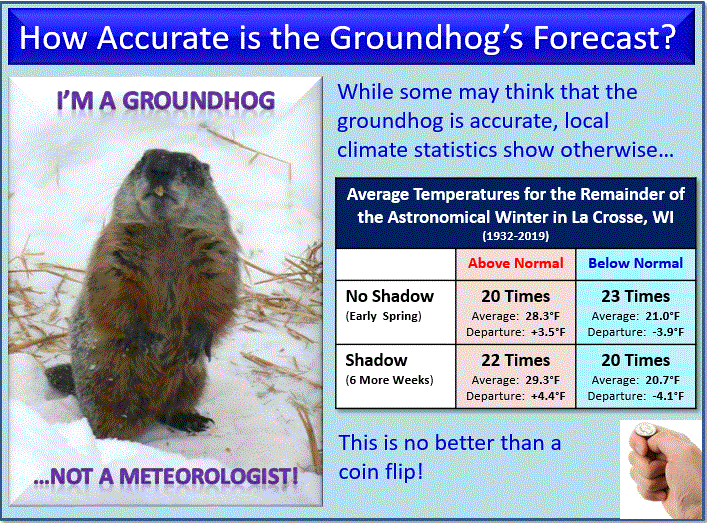 How Accurate is the Groundhog’s Forecast?
I’M A GROUNDHOG
…NOT A METEOROLOGIST!
While some may think that the
groundhog is accurate, local
climate statistics show otherwise…
Average Temperatures for the Remainder of
the Astronomical Winter in La Crosse, WI
(1932-2019)
Above Normal Below Normal
No Shadow 20 Times 23 Times
(Early Spring) Average: 28.3°F Average: 21.0°F
Departure: +3.5°F Departure: -3.9°F
Shadow 22 Times 20 Times
(6 More Weeks) Average: 29.3°F Average: 20.7°F
Departure: +4.4°F Departure: -4.1°F
This is no better than a
coin flip!